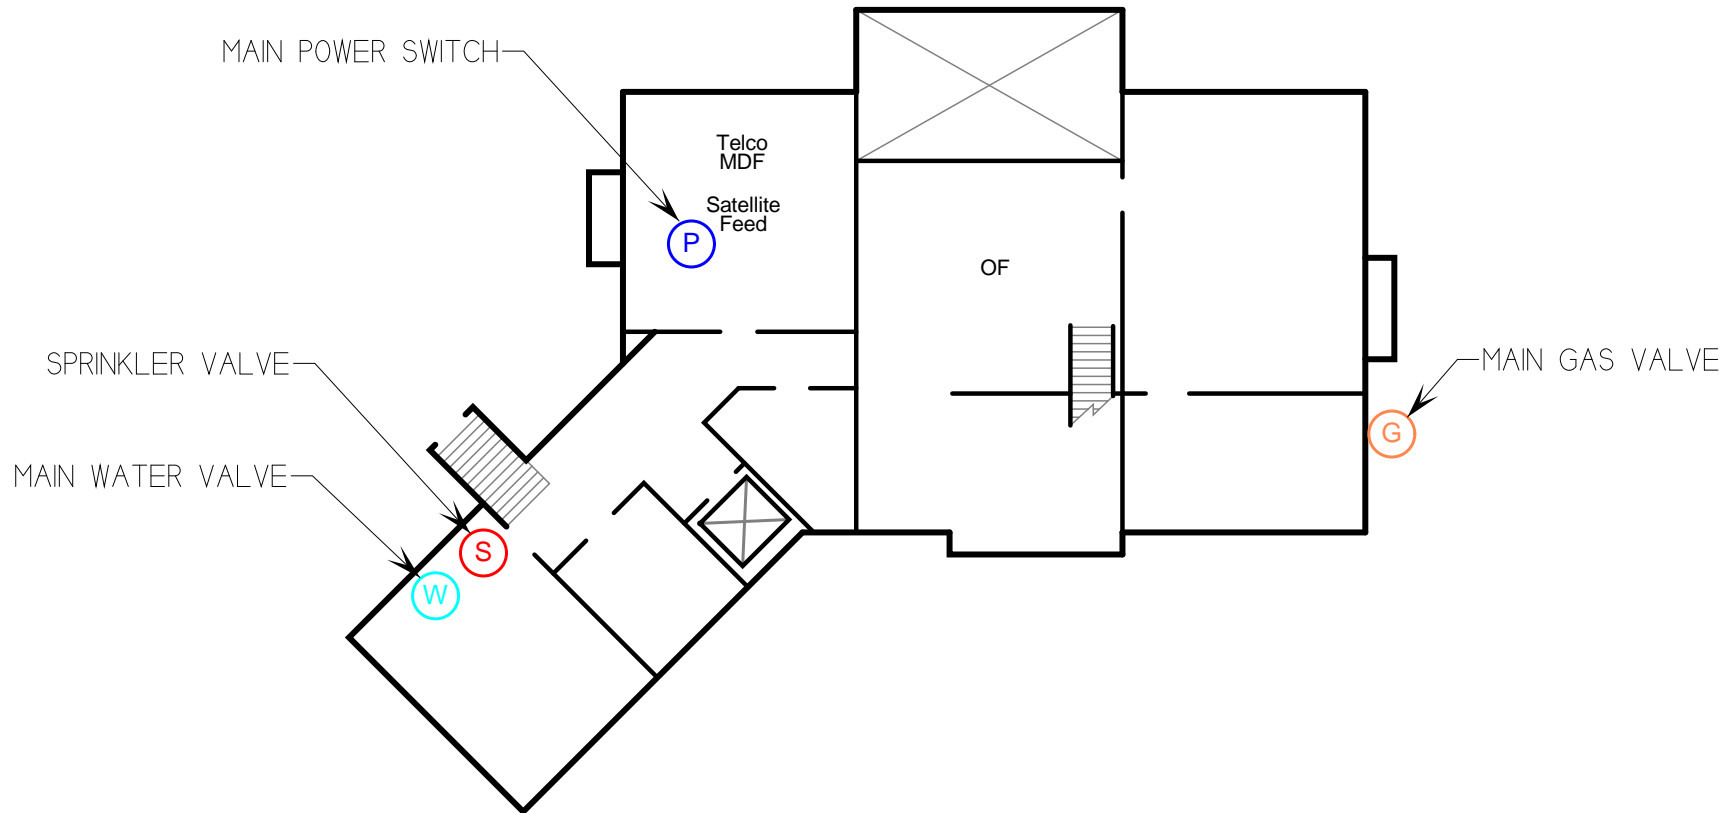 MAIN POWER SWITCH
Telco
MDF
Satellite
Feed
P
OF
SPRINKLER VALVE
MAIN GAS VALVE
G
MAIN WATER VALVE
S
W